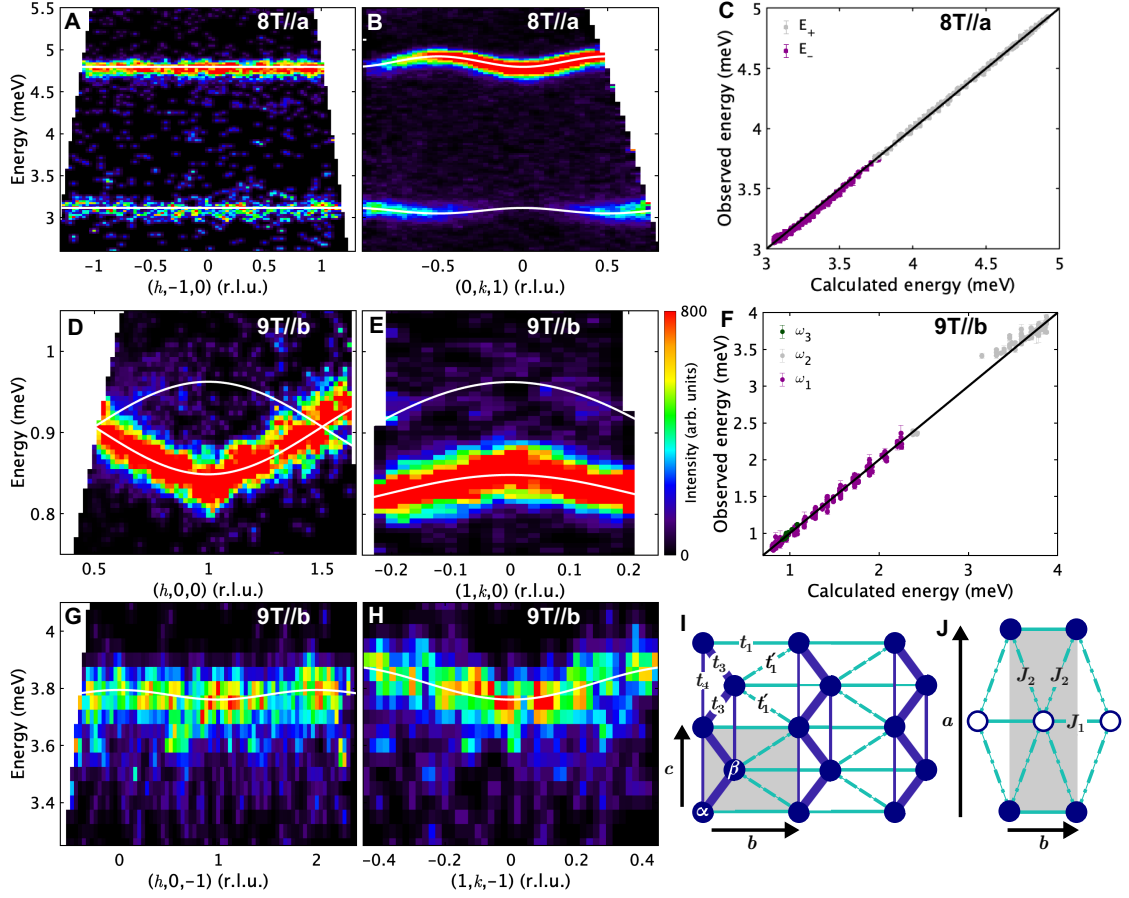 A
8T//a
5.5
5
4.5
4
3.5
3
Energy (meV)
−1
−0.5
0
0.5
1
(h,−1,0) (r.l.u.)
B
8T//a
−0.5
0
0.5
(0,k,1) (r.l.u.)
C
8T//a
E+
E−
5
4.5
4
3.5
3
Observed energy (meV)
3
3.5
4
4.5
5
Calculated energy (meV)
D
9T//b
1
0.9
0.8
Energy (meV)
0.5
1
1.5
(h,0,0) (r.l.u.)
E
9T//b
−0.2
−0.1
0
0.1
0.2
(1,k,0) (r.l.u.)
800
Intensity (arb. units)
0
F
9T//b
ω3
ω2
ω1
4
3.5
3
2.5
2
1.5
1
Observed energy (meV)
1
2
3
4
Calculated energy (meV)
G
9T//b
4
3.8
3.6
3.4
Energy (meV)
0
1
2
(h,0,−1) (r.l.u.)
H
9T//b
−0.4
−0.2
0
0.2
0.4
(1,k,−1) (r.l.u.)
I
t1
t3
t′1
t4
t3
t′1
c
β
α
b
J
J2
J2
a
J1
b